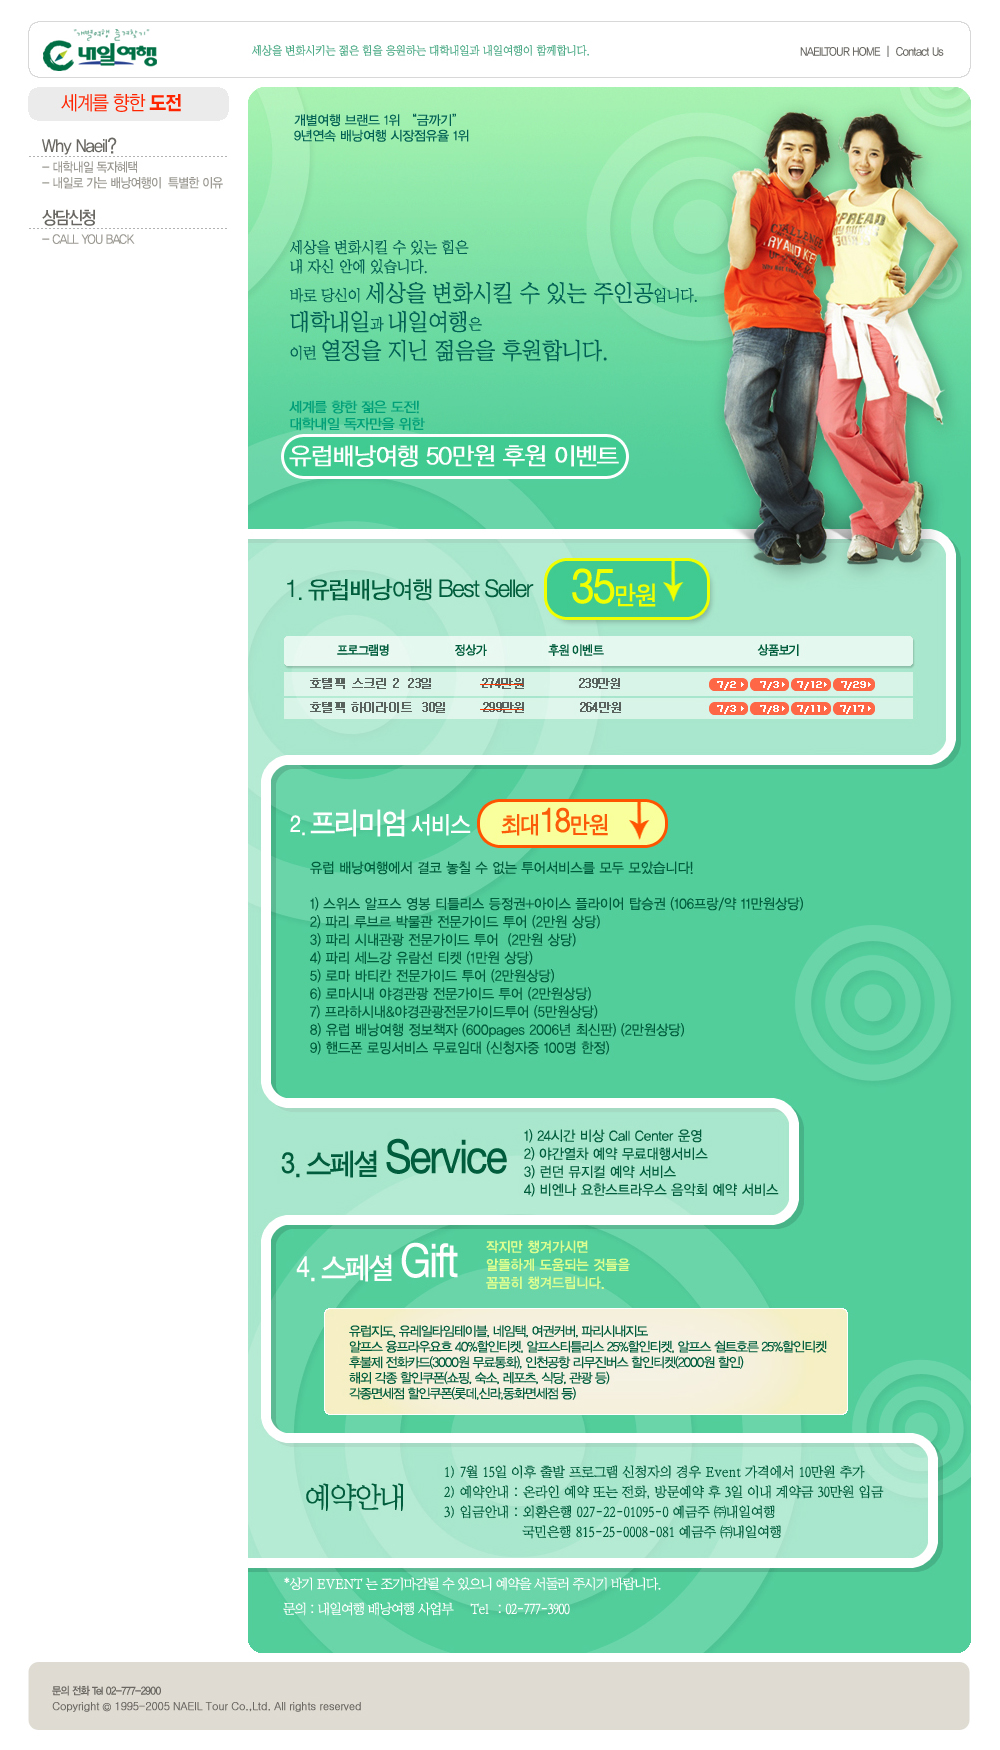 "개별여행 즐겨찾기"
내일여행
세상을 변화시키는 젊은 힘을 응원하는 대학내일과 내일여행이 함께합니다.
NAEILTOUR HOME | Contact Us
세계를 향한 도전
Why Naeil?
- 대학내일 독자혜택
- 내일로 가는 배낭여행이 특별한 이유
상담신청
- CALL YOU BACK
개별여행 브랜드 1위 “금까기”
9년연속 배낭여행 시장점유율 1위
세상을 변화시킬 수 있는 힘은
내 자신 안에 있습니다.
바로 당신이 세상을 변화시킬 수 있는 주인공입니다.
대학내일과 내일여행은
이런 열정을 지닌 젊음을 후원합니다.
세계를 향한 젊은 도전!
대학내일 독자만을 위한
유럽배낭여행 50만원 후원 이벤트
1. 유럽배낭여행 Best Seller 35만원
프로그램명 정상가 후원 이벤트 상품보기
호텔팩 스크린 2 23일 274만원 239만원 7/2 7/3 7/12 7/29
호텔팩 하이라이트 30일 299만원 264만원 7/3 7/8 7/11 7/17
2. 프리미엄 서비스 최대18만원
유럽 배낭여행에서 결코 놓칠 수 없는 투어서비스를 모두 모았습니다!
1) 스위스 알프스 영봉 티틀리스 등정권+아이스 플라이어 탑승권 (106프랑/약 11만원상당)
2) 파리 루브르 박물관 전문가이드 투어 (2만원 상당)
3) 파리 시내관광 전문가이드 투어 (2만원 상당)
4) 파리 세느강 유람선 티켓 (1만원 상당)
5) 로마 바티칸 전문가이드 투어 (2만원상당)
6) 로마시내 야경관광 전문가이드 투어 (2만원상당)
7) 프라하시내&야경관광전문가이드투어 (5만원상당)
8) 유럽 배낭여행 정보책자 (600pages 2006년 최신판) (2만원상당)
9) 핸드폰 로밍서비스 무료임대 (신청자중 100명 한정)
3. 스페셜 Service
1) 24시간 비상 Call Center 운영
2) 야간열차 예약 무료대행서비스
3) 런던 뮤지컬 예약 서비스
4) 비엔나 요한스트라우스 음악회 예약 서비스
4. 스페셜 Gift
작지만 챙겨가시면
알뜰하게 도움되는 것들을
꼼꼼히 챙겨드립니다.
유럽지도, 유레일타임테이블, 네임택, 여권커버, 파리시내지도
알프스 융프라우요흐 40%할인티켓, 알프스티틀리스 25%할인티켓, 알프스 쉴트호른 25%할인티켓
후불제 전화카드(3000원 무료통화), 인천공항 리무진버스 할인티켓(2000원 할인)
해외 각종 할인쿠폰(쇼핑, 숙소, 레포츠, 식당, 관광 등)
각종면세점 할인쿠폰(롯데,신라,동화면세점 등)
예약안내
1) 7월 15일 이후 출발 프로그램 신청자의 경우 Event 가격에서 10만원 추가
2) 예약안내 : 온라인 예약 또는 전화, 방문예약 후 3일 이내 계약금 30만원 입금
3) 입금안내 : 외환은행 027-22-01095-0 예금주 ㈜내일여행
국민은행 815-25-0008-081 예금주 ㈜내일여행
*상기 EVENT 는 조기마감될 수 있으니 예약을 서둘러 주시기 바랍니다.
문의 : 내일여행 배낭여행 사업부 Tel : 02-777-3900
문의 전화 Tel 02-777-2900
Copyright © 1995-2005 NAEIL Tour Co.,Ltd. All rights reserved